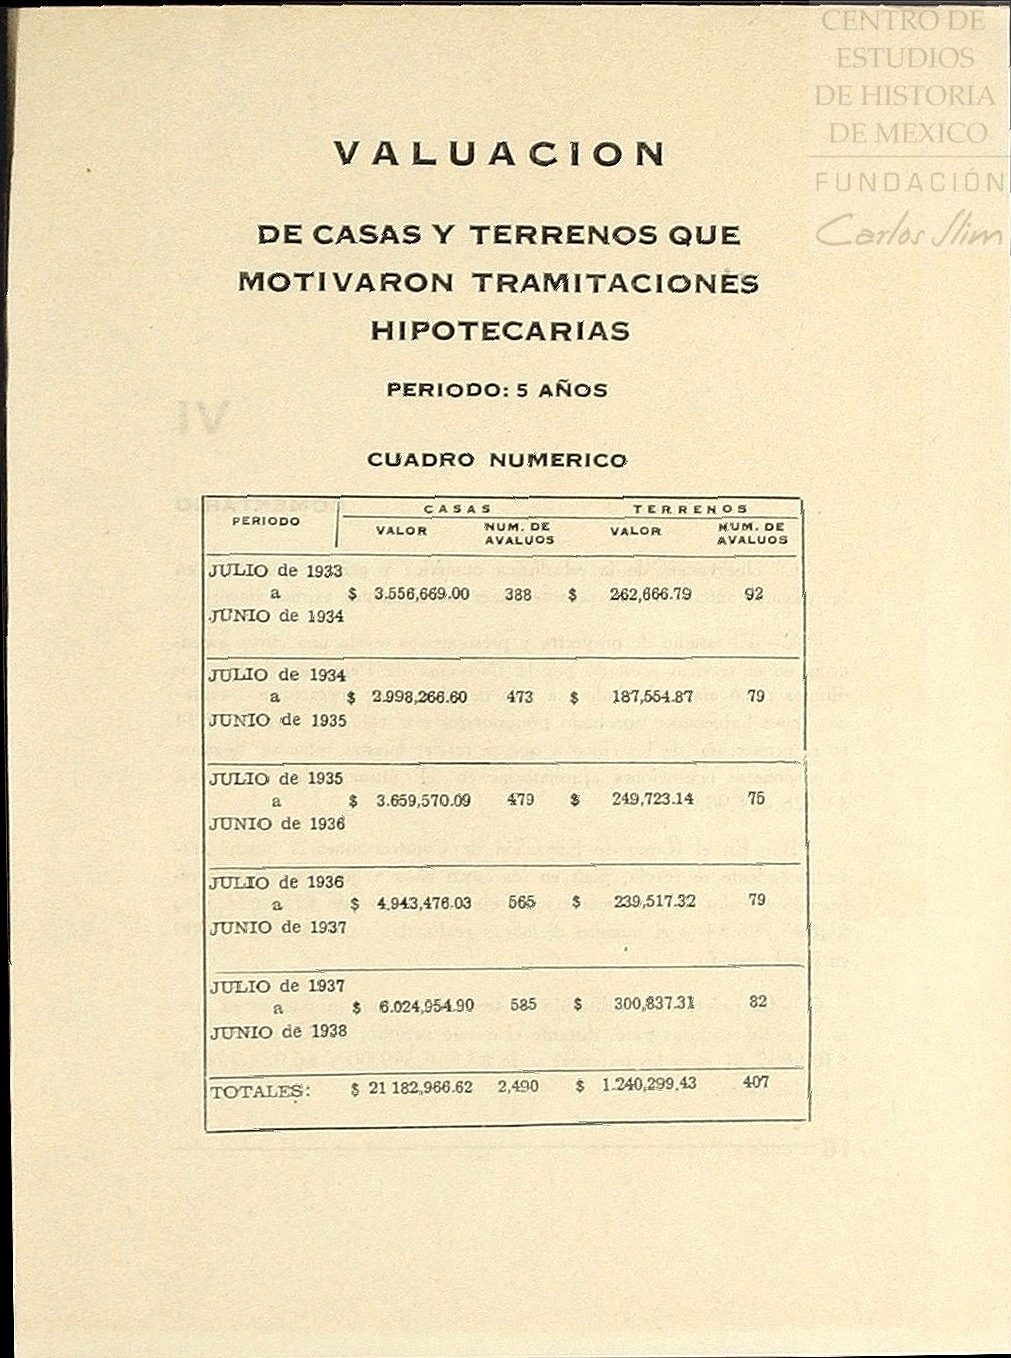 CENTRO DE
ESTUDIOS
DE HISTORIA
DE MEXICO
FUNDACIÓN
Carlos Slim
VALUACION
DE CASAS Y TERRENOS QUE
MOTIVARON TRAMITACIONES
HIPOTECARIAS
PERIODO: 5 AÑOS
CUADRO NUMERICO
PERIODO CASAS TERRENOS
VALOR NUM. DE AVALUOS VALOR NUM. DE AVALUOS
JULIO de 1933
a $ 3.556,669.00 388 $ 262,666.79 92
JUNIO de 1934
JULIO de 1934
a $ 2.998,266.60 473 $ 187,554.87 79
JUNIO de 1935
JULIO de 1935
a $ 3.659,570.09 479 $ 249,723.14 75
JUNIO de 1936
JULIO de 1936
a $ 4,943,476.03 565 $ 239,517.32 79
JUNIO de 1937
JULIO de 1937
a $ 6.024,954.90 585 $ 300,837.31 82
JUNIO de 1938
TOTALES: $ 21 182,966.62 2,490 $ 1.240,299,43 407